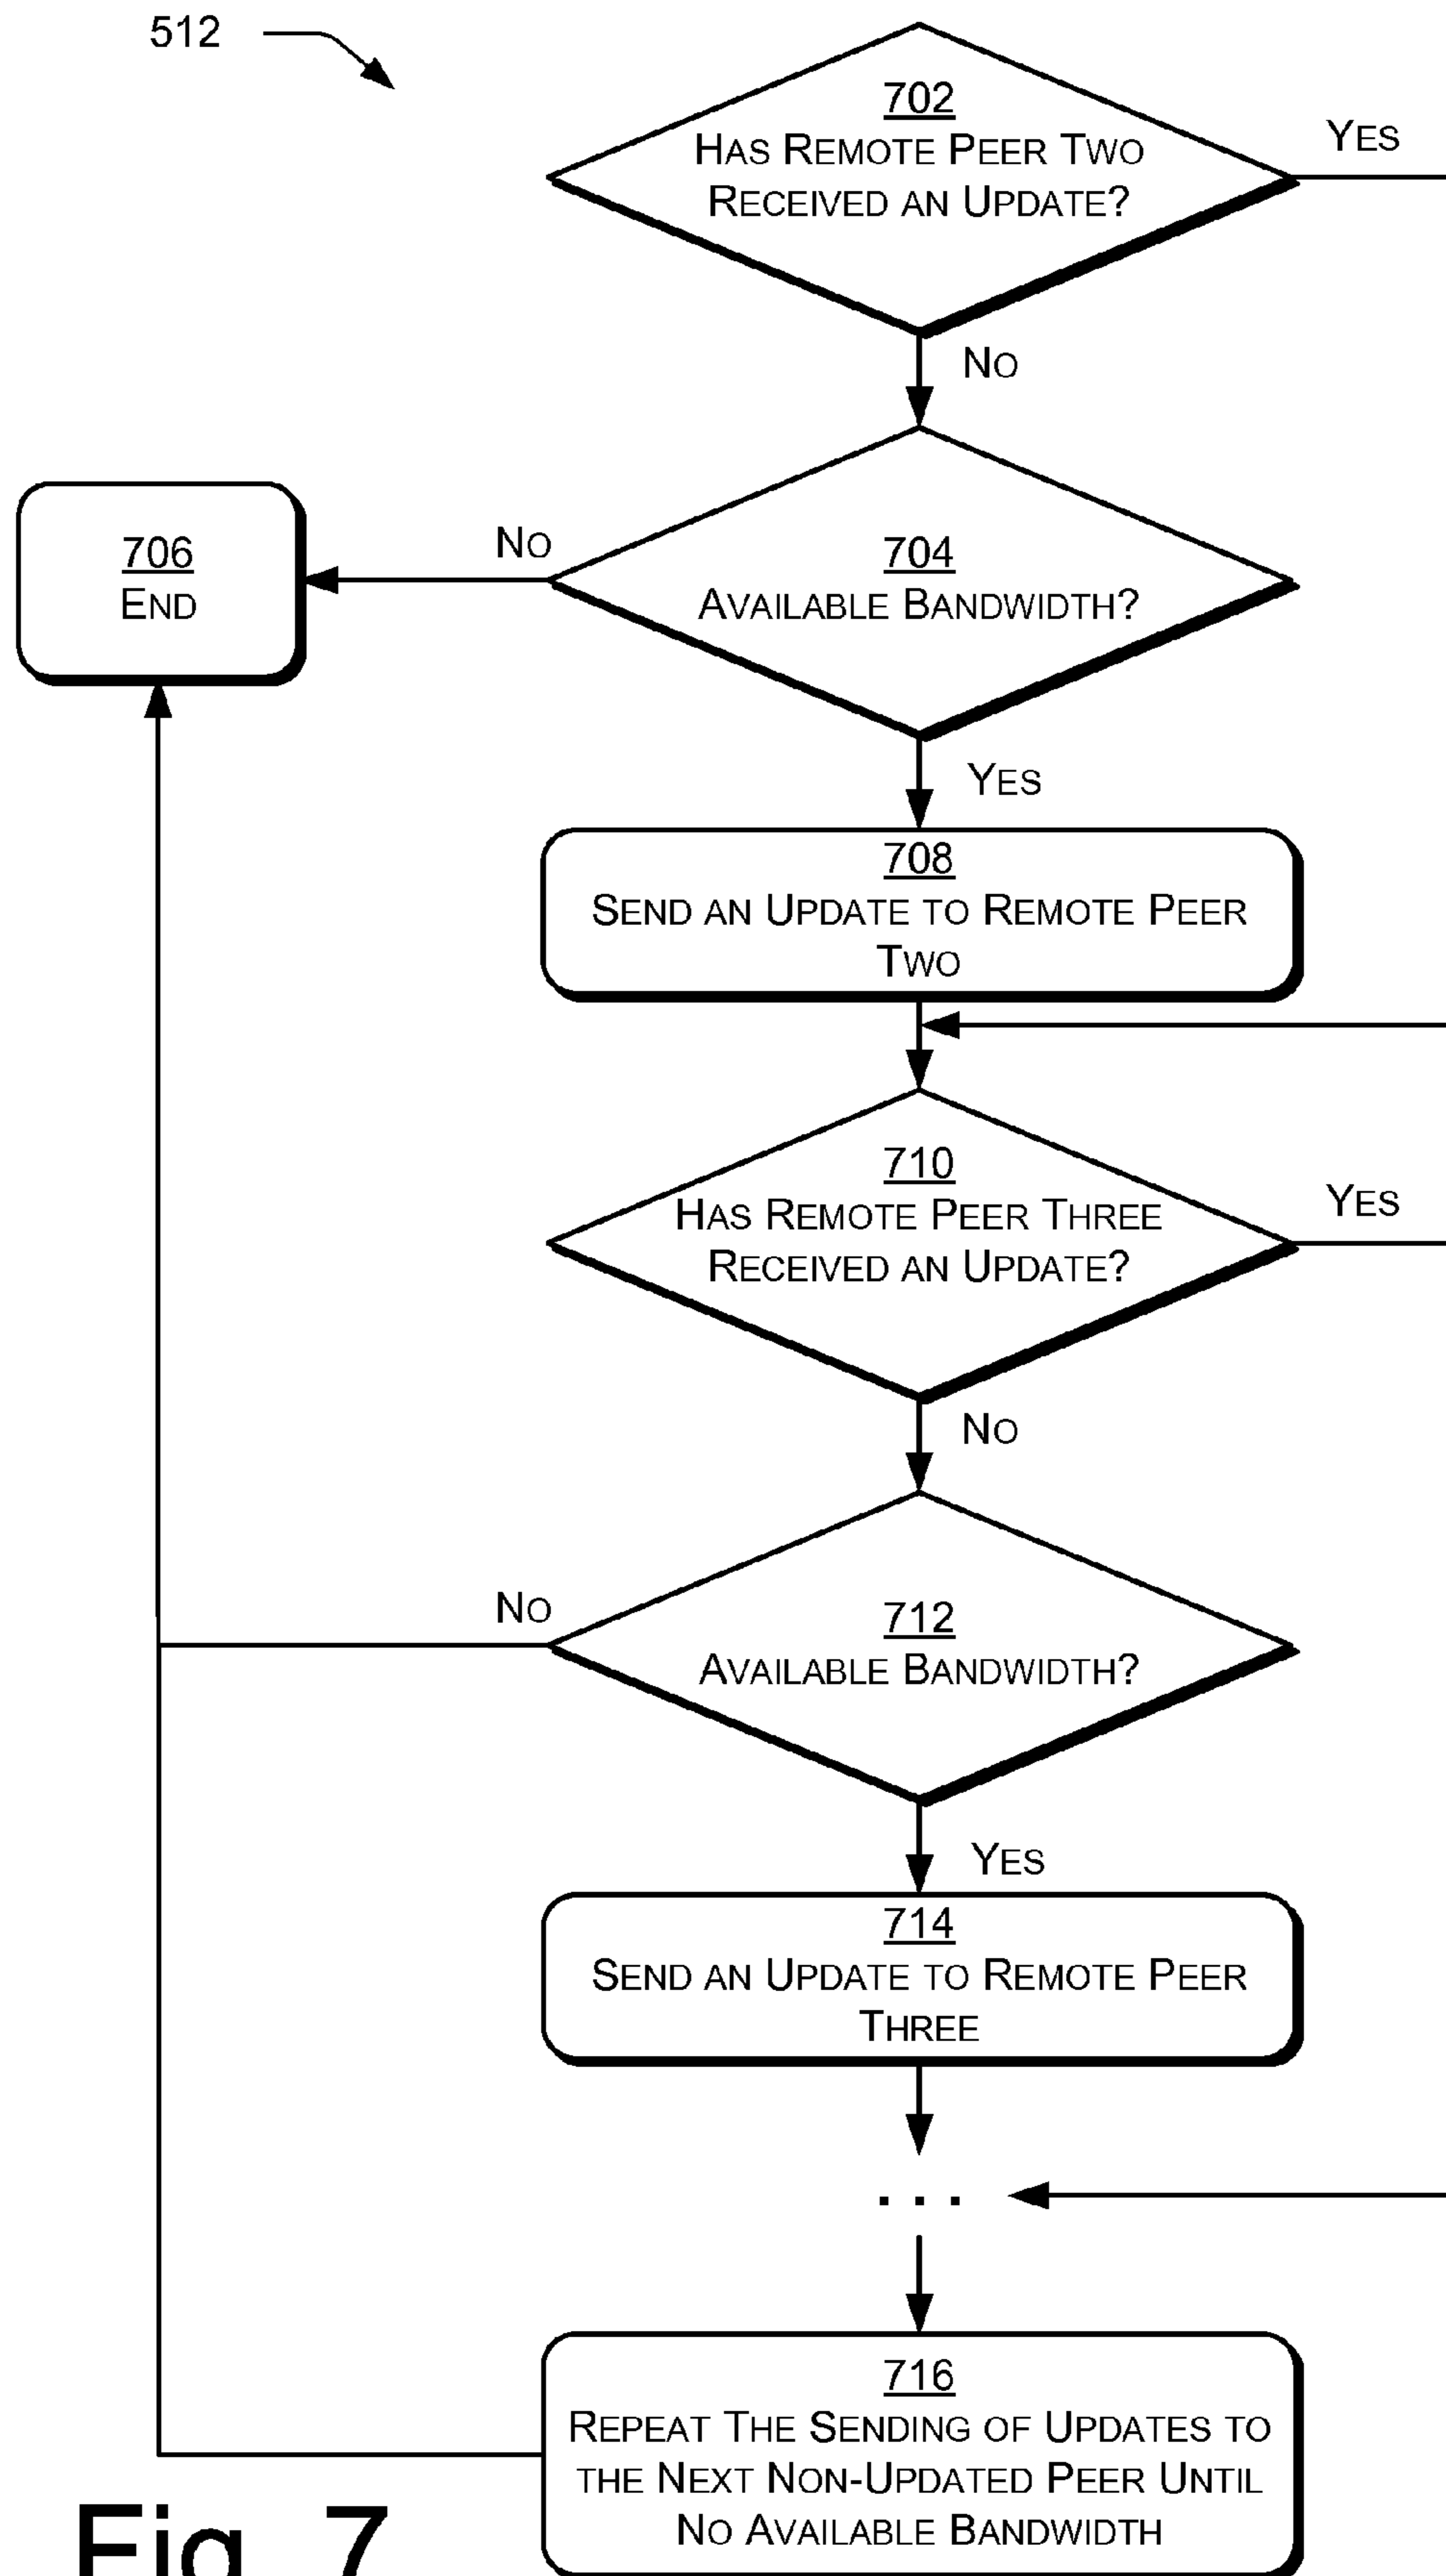 512
702
HAS REMOTE PEER TWO
RECEIVED AN UPDATE?
YES
NO
706
END
NO
704
AVAILABLE BANDWIDTH?
YES
708
SEND AN UPDATE TO REMOTE PEER
TWO
710
HAS REMOTE PEER THREE
RECEIVED AN UPDATE?
YES
NO
NO
712
AVAILABLE BANDWIDTH?
YES
714
SEND AN UPDATE TO REMOTE PEER
THREE
. . .
716
REPEAT THE SENDING OF UPDATES TO
THE NEXT NON-UPDATED PEER UNTIL
NO AVAILABLE BANDWIDTH
Fig. 7